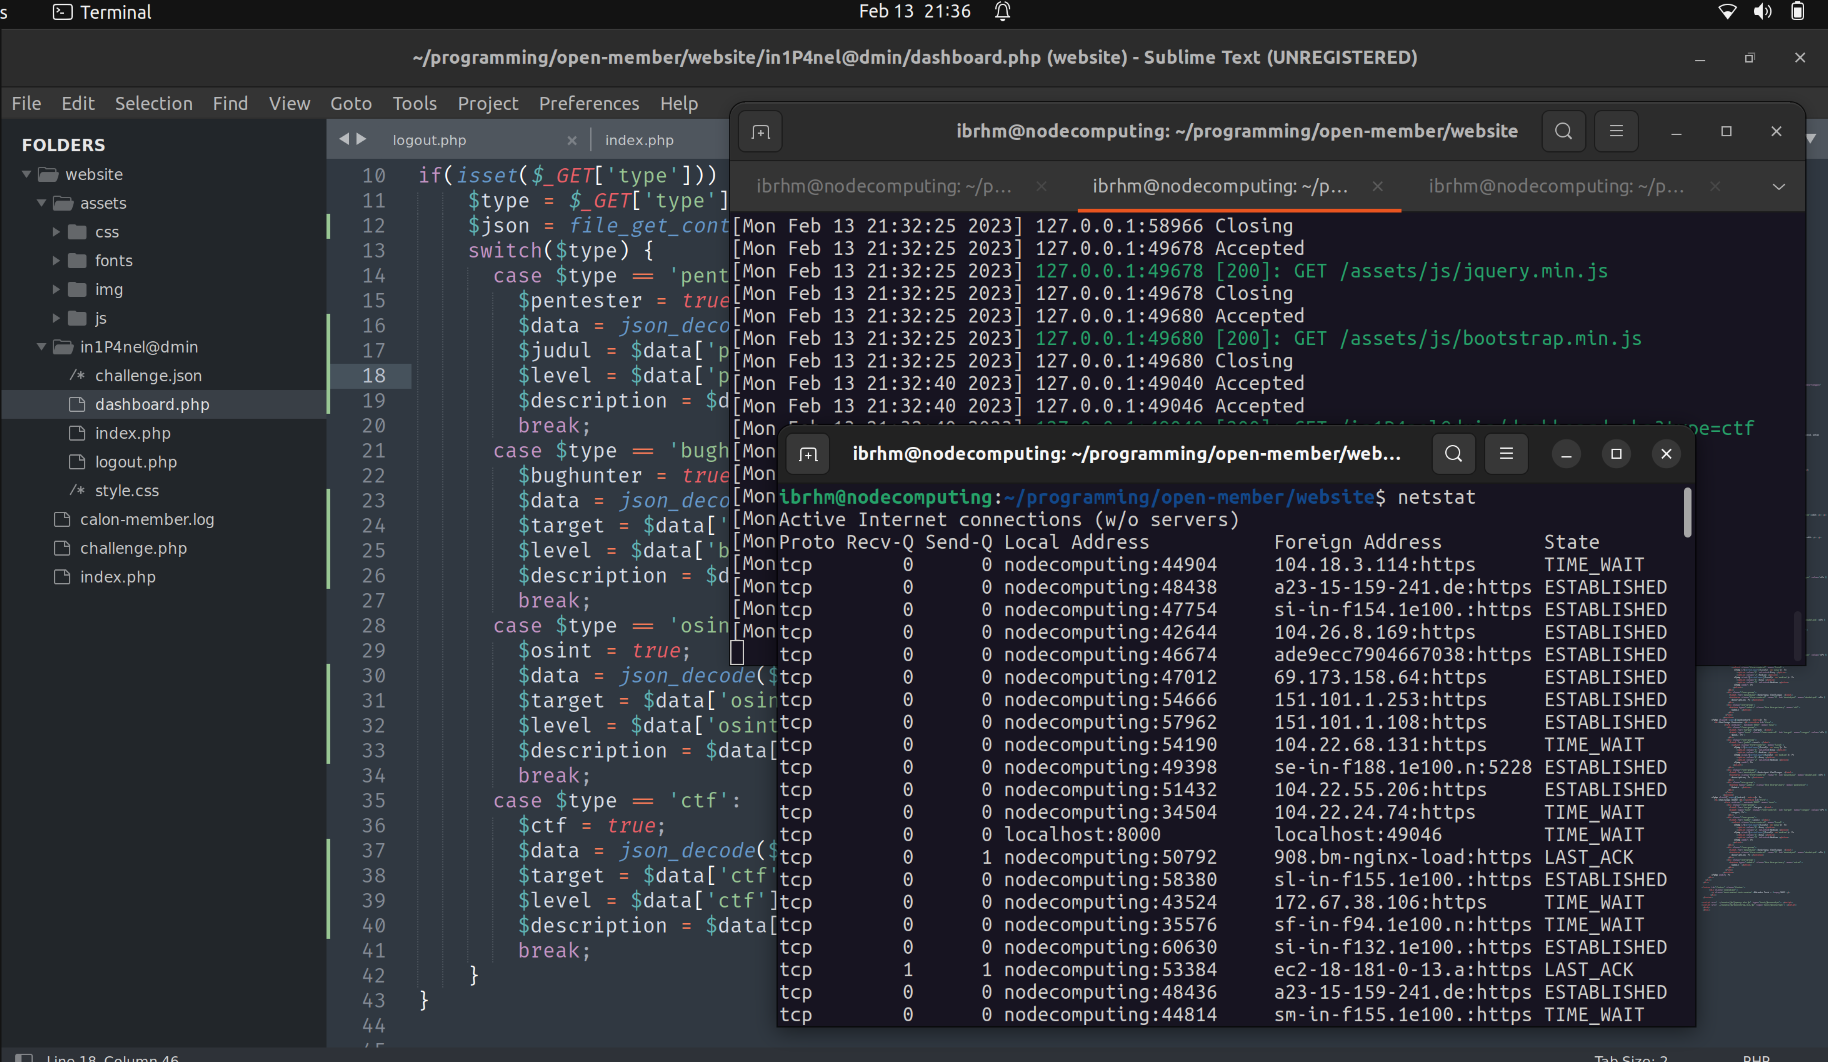 s Terminal
Feb 13 21:36
~/programming/open-member/website/in1P4nel@dmin/dashboard.php (website) - Sublime Text (UNREGISTERED)
File Edit Selection Find View Goto Tools Project Preferences Help
FOLDERS
website
assets
css
fonts
img
js
in1P4nel@dmin
/* challenge.json
dashboard.php
index.php
logout.php
/* style.css
calon-member.log
challenge.php
index.php
logout.php
index.php
10 if(isset($_GET['type']))
11 $type = $_GET['type']
12 $json = file_get_cont
13 switch($type) {
14 case $type == 'pent
15 $pentester = true
16 $data = json_deco
17 $judul = $data['p
18 $level = $data['p
19 $description = $d
20 break;
21 case $type == 'bugh
22 $bughunter = true
23 $data = json_deco
24 $target = $data['
25 $level = $data['b
26 $description = $d
27 break;
28 case $type == 'osin
29 $osint = true;
30 $data = json_decode($
31 $target = $data['osin
32 $level = $data['osint
33 $description = $data[
34 break;
35 case $type == 'ctf':
36 $ctf = true;
37 $data = json_decode($
38 $target = $data['ctf'
39 $level = $data['ctf']
40 $description = $data[
41 break;
42 }
43 }
44
ibrhm@nodecomputing: ~/programming/open-member/website
ibrhm@nodecomputing: ~/p...
ibrhm@nodecomputing: ~/p...
ibrhm@nodecomputing: ~/p...
[Mon Feb 13 21:32:25 2023] 127.0.0.1:58966 Closing
[Mon Feb 13 21:32:25 2023] 127.0.0.1:49678 Accepted
[Mon Feb 13 21:32:25 2023] 127.0.0.1:49678 [200]: GET /assets/js/jquery.min.js
[Mon Feb 13 21:32:25 2023] 127.0.0.1:49678 Closing
[Mon Feb 13 21:32:25 2023] 127.0.0.1:49680 Accepted
[Mon Feb 13 21:32:25 2023] 127.0.0.1:49680 [200]: GET /assets/js/bootstrap.min.js
[Mon Feb 13 21:32:25 2023] 127.0.0.1:49680 Closing
[Mon Feb 13 21:32:40 2023] 127.0.0.1:49040 Accepted
[Mon Feb 13 21:32:40 2023] 127.0.0.1:49046 Accepted
[Mon
[Mon
[Mon
[Mon
[Mon
[Mon
[Mon
[Mon
[Mon
[Mon
ibrhm@nodecomputing: ~/programming/open-member/web...
ibrhm@nodecomputing:~/programming/open-member/website$ netstat
Active Internet connections (w/o servers)
Proto Recv-Q Send-Q Local Address Foreign Address State
tcp 0 0 nodecomputing:44904 104.18.3.114:https TIME_WAIT
tcp 0 0 nodecomputing:48438 a23-15-159-241.de:https ESTABLISHED
tcp 0 0 nodecomputing:47754 si-in-f154.1e100.:https ESTABLISHED
tcp 0 0 nodecomputing:42644 104.26.8.169:https ESTABLISHED
tcp 0 0 nodecomputing:46674 ade9ecc7904667038:https ESTABLISHED
tcp 0 0 nodecomputing:47012 69.173.158.64:https ESTABLISHED
tcp 0 0 nodecomputing:54666 151.101.1.253:https ESTABLISHED
tcp 0 0 nodecomputing:57962 151.101.1.108:https ESTABLISHED
tcp 0 0 nodecomputing:54190 104.22.68.131:https TIME_WAIT
tcp 0 0 nodecomputing:49398 se-in-f188.1e100.n:5228 ESTABLISHED
tcp 0 0 nodecomputing:51432 104.22.55.206:https ESTABLISHED
tcp 0 0 nodecomputing:34504 104.22.24.74:https TIME_WAIT
tcp 0 0 localhost:8000 localhost:49046 TIME_WAIT
tcp 0 1 nodecomputing:50792 908.bm-nginx-load:https LAST_ACK
tcp 0 0 nodecomputing:58380 sl-in-f155.1e100.:https ESTABLISHED
tcp 0 0 nodecomputing:43524 172.67.38.106:https TIME_WAIT
tcp 0 0 nodecomputing:35576 sf-in-f94.1e100.n:https TIME_WAIT
tcp 0 0 nodecomputing:60630 si-in-f132.1e100.:https ESTABLISHED
tcp 1 1 nodecomputing:53384 ec2-18-181-0-13.a:https LAST_ACK
tcp 0 0 nodecomputing:48436 a23-15-159-241.de:https ESTABLISHED
tcp 0 0 nodecomputing:44814 sm-in-f155.1e100.:https TIME_WAIT
Line 18, Column 46
Tab Size: 2 PHP